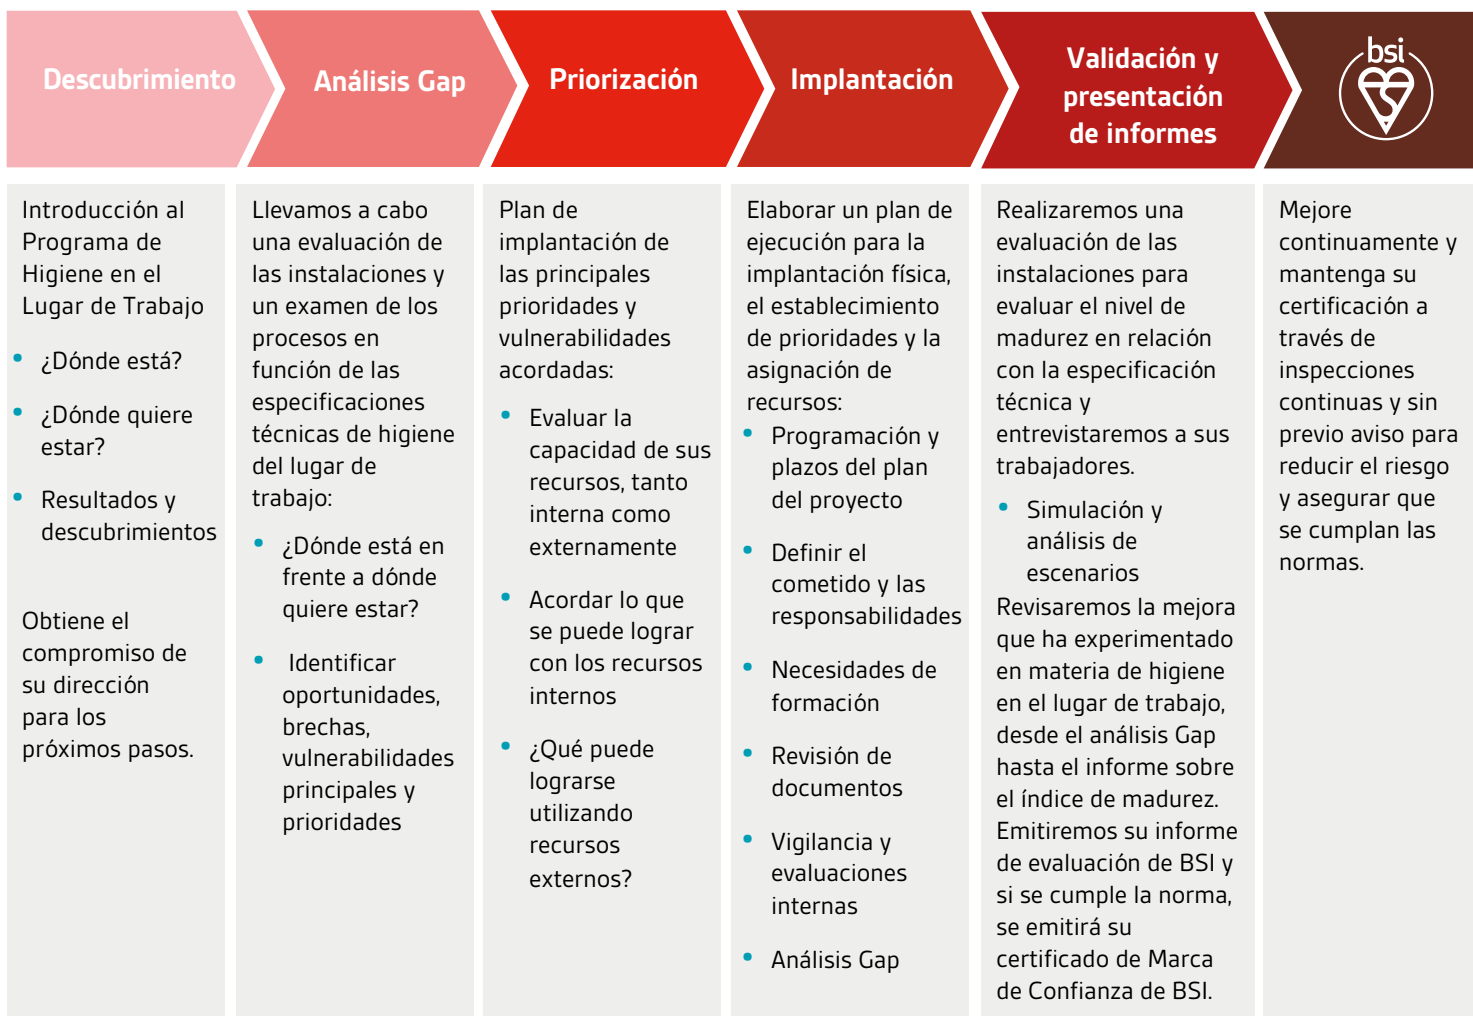 Descubrimiento
Análisis Gap
Priorización
Implantación
Validación y
presentación
de informes
bsi
Introducción al
Programa de
Higiene en el
Lugar de Trabajo
• ¿Dónde está?
• ¿Dónde quiere
estar?
• Resultados y
descubrimientos
Obtiene el
compromiso de
su dirección
para los
próximos pasos.
Llevamos a cabo
una evaluación de
las instalaciones y
un examen de los
procesos en
función de las
especificaciones
técnicas de higiene
del lugar de
trabajo:
• ¿Dónde está en
frente a dónde
quiere estar?
• Identificar
oportunidades,
brechas,
vulnerabilidades
principales y
prioridades
Plan de
implantación de
las principales
prioridades y
vulnerabilidades
acordadas:
• Evaluar la
capacidad de sus
recursos, tanto
interna como
externamente
• Acordar lo que
se puede lograr
con los recursos
internos
• ¿Qué puede
lograrse
utilizando
recursos
externos?
Elaborar un plan de
ejecución para la
implantación física,
el establecimiento
de prioridades y la
asignación de
recursos:
• Programación y
plazos del plan
del proyecto
• Definir el
cometido y las
responsabilidades
• Necesidades de
formación
• Revisión de
documentos
• Vigilancia y
evaluaciones
internas
• Análisis Gap
Realizaremos una
evaluación de las
instalaciones para
evaluar el nivel de
madurez en relación
con la especificación
técnica y
entrevistaremos a sus
trabajadores.
• Simulación y
análisis de
escenarios
Revisaremos la mejora
que ha experimentado
en materia de higiene
en el lugar de trabajo,
desde el análisis Gap
hasta el informe sobre
el índice de madurez.
Emitiremos su informe
de evaluación de BSI y
si se cumple la norma,
se emitirá su
certificado de Marca
de Confianza de BSI.
Mejore
continuamente y
mantenga su
certificación a
través de
inspecciones
continuas y sin
previo aviso para
reducir el riesgo
y asegurar que
se cumplan las
normas.